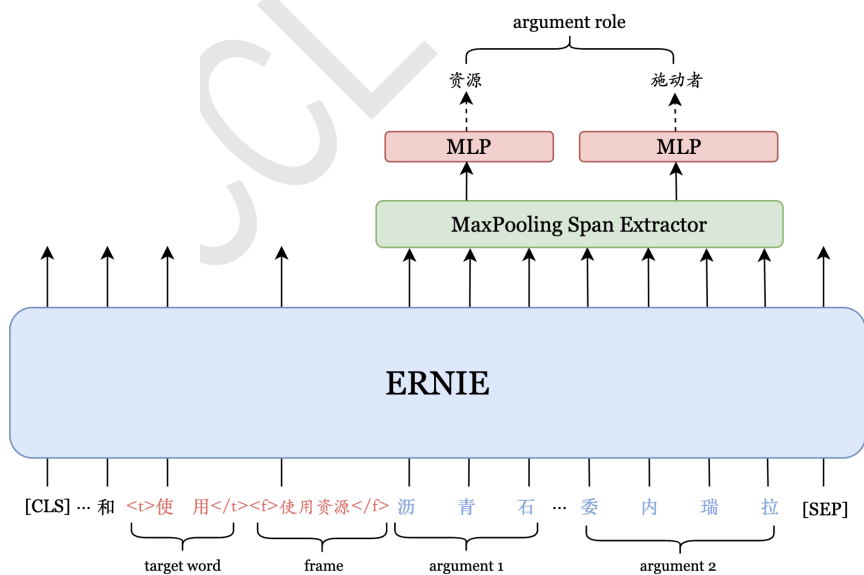 argument role
资源 施动者
MLP MLP
MaxPooling Span Extractor
CCL
ERNIE
[CLS] ··· 和 <t>使 用</t><f>使用资源</f> 沥 青 石 ··· 委 内 瑞 拉 [SEP]
target word frame argument 1 argument 2